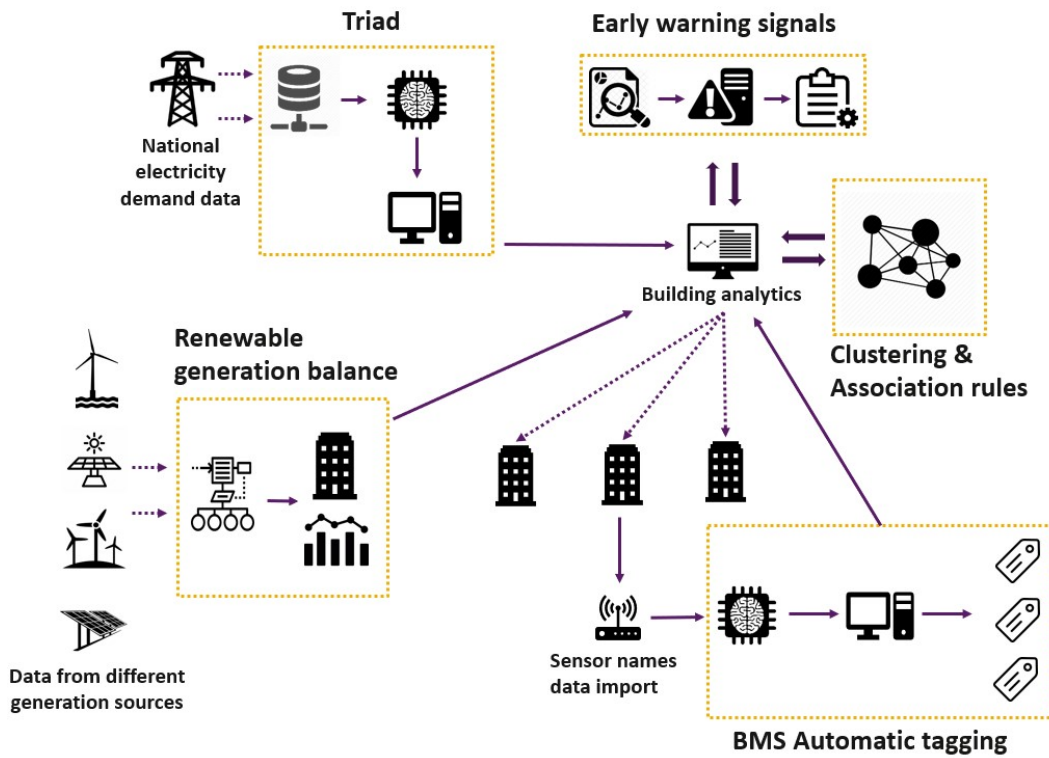 Triad
Early warning signals
National
electricity
demand data
Building analytics
Renewable
generation balance
Clustering &
Association rules
Sensor names
data import
Data from different
generation sources
BMS Automatic tagging